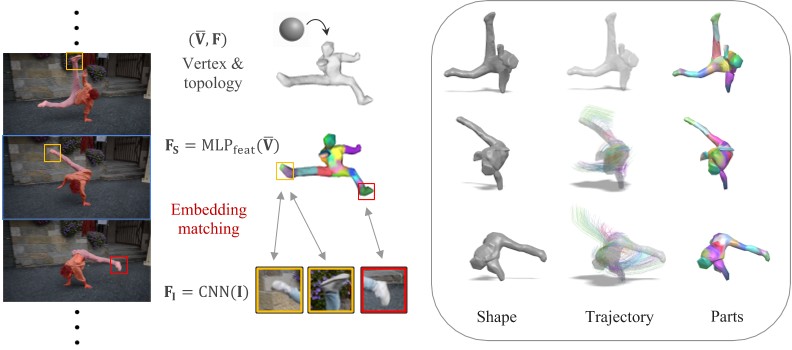 (V̅, F)
Vertex &
topology
F_S = MLP_feat(V̅)
Embedding
matching
F_I = CNN(I)
Shape Trajectory Parts